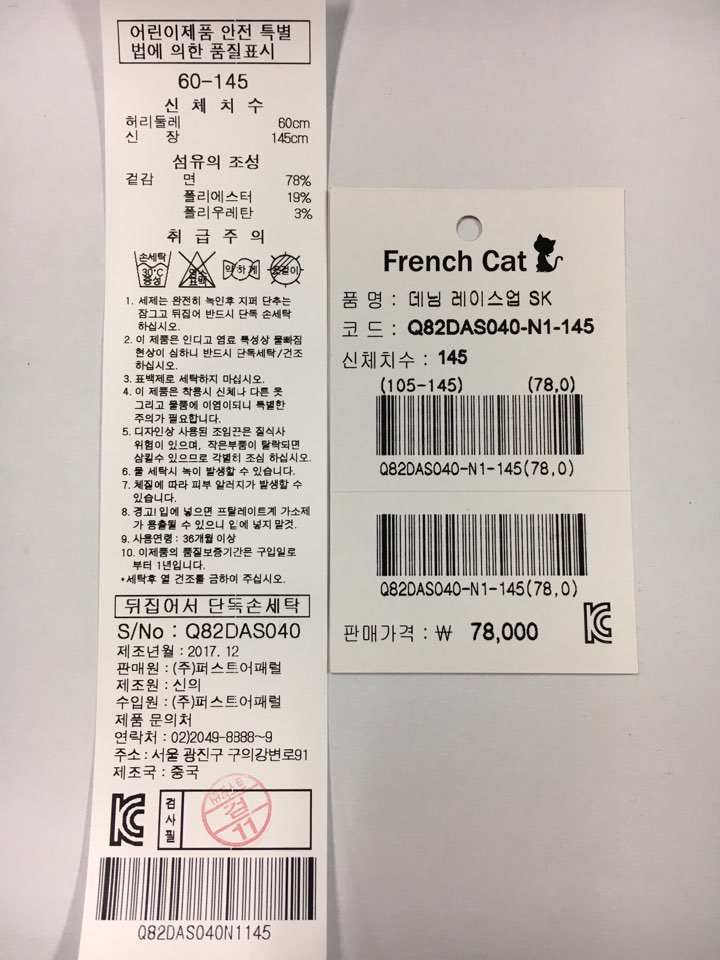 어린이제품 안전 특별
법에 의한 품질표시
60-145
신 체 치 수
허리둘레 60cm
신 장 145cm
섬유의 조성
겉감 면 78%
폴리에스터 19%
폴리우레탄 3%
취 급 주 의
손세탁
30℃
중성
염소
표백
약하게
옷걸이
1. 세제는 완전히 녹인후 지퍼 단추는
잠그고 뒤집어 반드시 단독 손세탁
하십시오.
2. 이 제품은 인디고 염료 특성상 물빠짐
현상이 심하니 반드시 단독세탁/건조
하십시오.
3. 표백제로 세탁하지 마십시요.
4. 이 제품은 착용시 신체나 다른 옷
그리고 물품에 이염이되니 특별한
주의가 필요합니다.
5. 디자인상 사용된 조임끈은 질식사
위험이 있으며, 작은부품이 탈락되면
삼킬수 있으므로 각별히 조심 하십시오.
6. 물 세탁시 녹이 발생할 수 있습니다.
7. 체질에 따라 피부 알러지가 발생할 수
있습니다.
8. 경고! 입에 넣으면 프탈레이트계 가소제
가 용출될 수 있으니 입에 넣지 말것.
9. 사용연령 : 36개월 이상
10. 이제품의 품질보증기간은 구입일로
부터 1년입니다.
*세탁후 열 건조를 금하여 주십시오.
뒤집어서 단독손세탁
S/No : Q82DAS040
제조년월 : 2017. 12
판매원 : (주)퍼스트어패럴
제조원 : 신의
수입원 : (주)퍼스트어패럴
제품 문의처
연락처 : 02)2049-8888~9
주소 : 서울 광진구 구의강변로91
제조국 : 중국
검사필
검
11
Q82DAS040N1145
French Cat
품 명 : 데님 레이스업 SK
코 드 : Q82DAS040-N1-145
신체치수 : 145
(105-145) (78,0)
Q82DAS040-N1-145(78,0)
Q82DAS040-N1-145(78,0)
판매가격 : ₩ 78,000